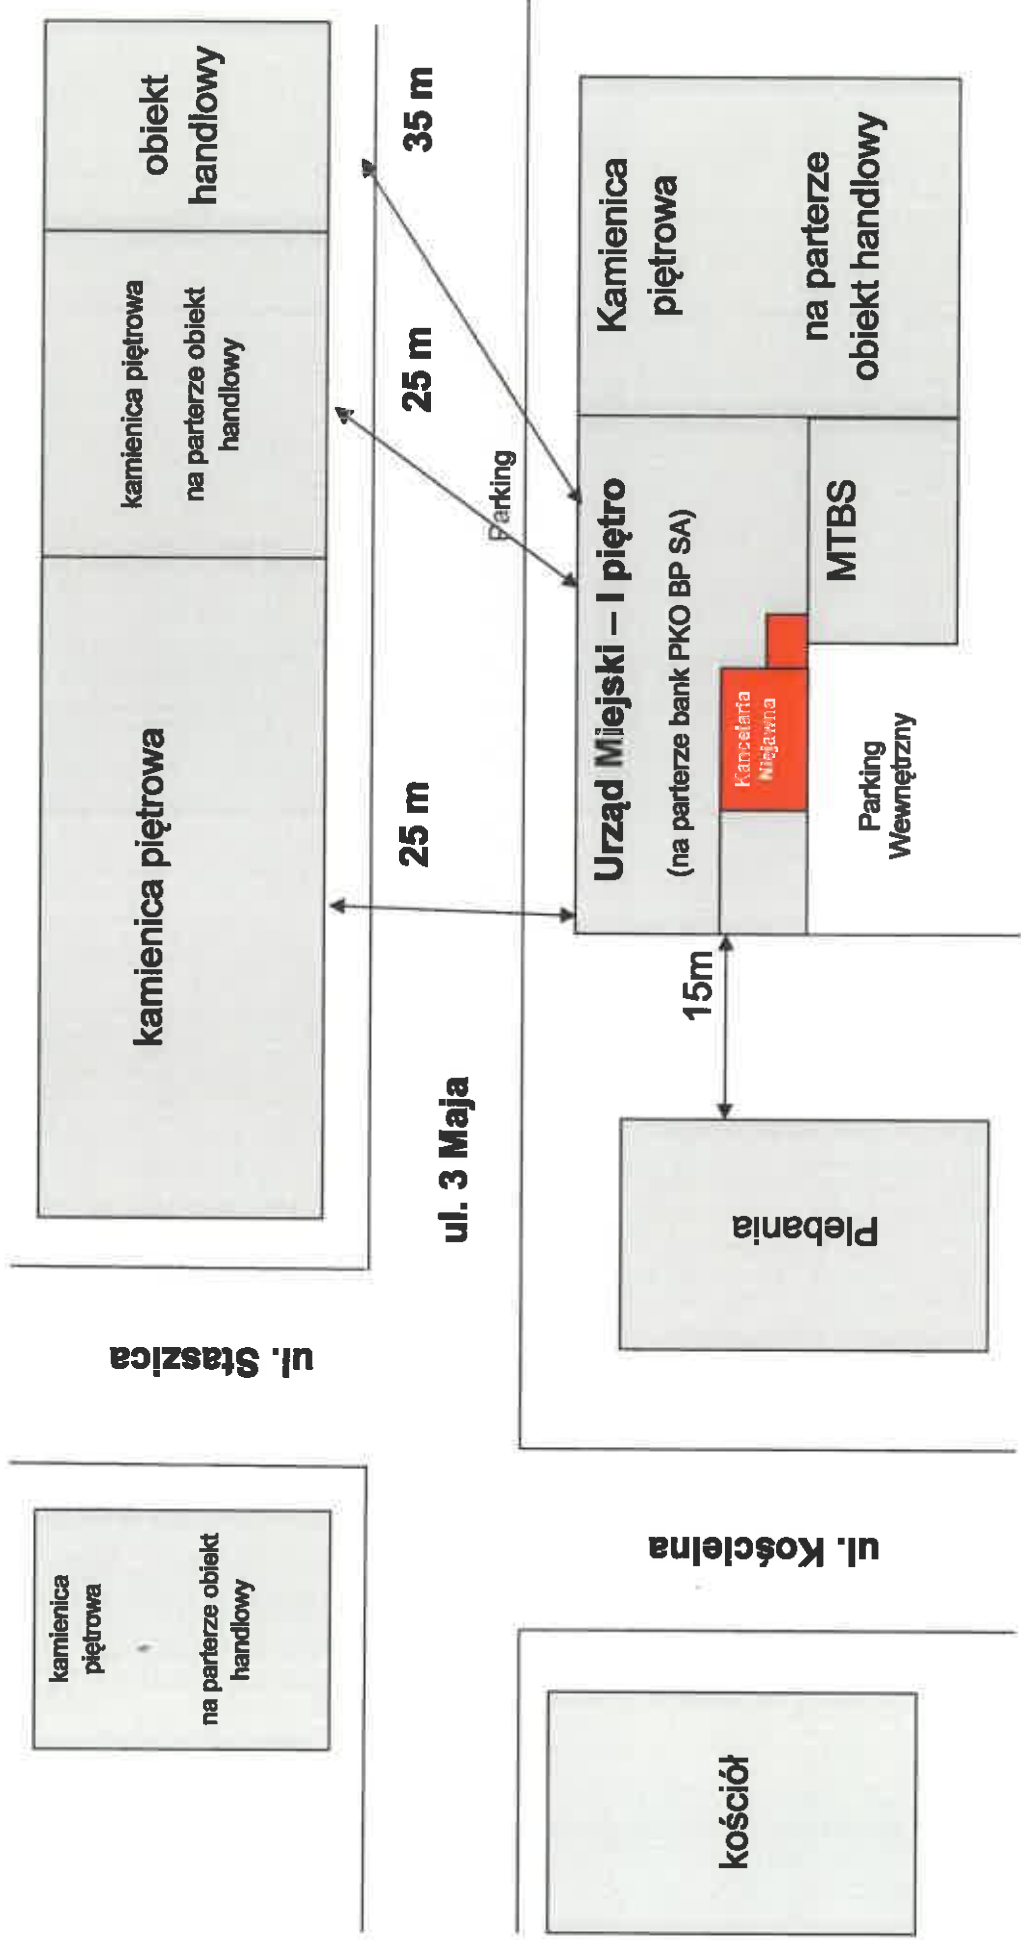 kamienica
piętrowa
na parterze obiekt
handlowy
ul. Staszica
kamienica piętrowa
kamienica piętrowa
na parterze obiekt
handlowy
obiekt
handlowy
ul. 3 Maja
25 m
25 m
35 m
Parking
kościół
ul. Kościelna
Plebania
15m
Urząd Miejski – I piętro
(na parterze bank PKO BP SA)
Kancelaria
Niejawna
Parking
Wewnętrzny
MTBS
Kamienica
piętrowa
na parterze
obiekt handlowy